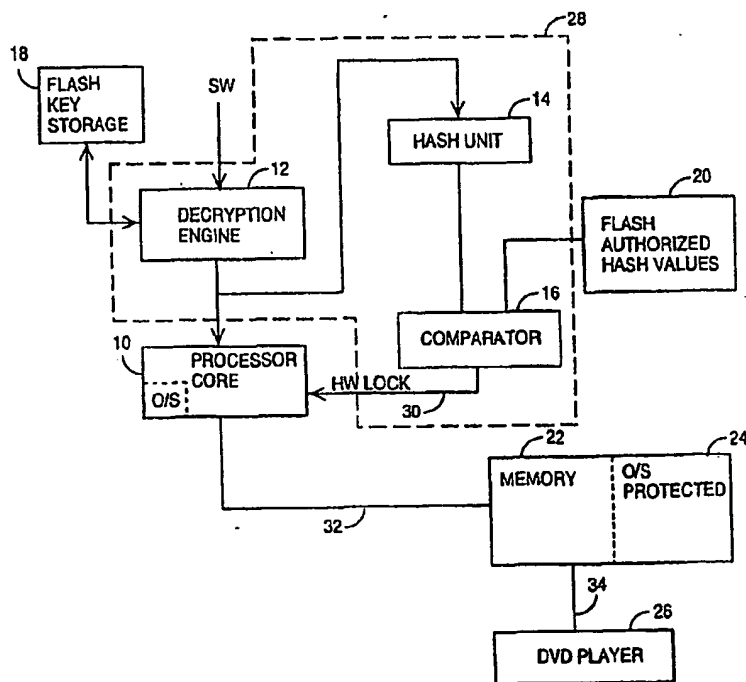 28
18
FLASH
KEY
STORAGE
SW
14
HASH UNIT
12
DECRYPTION
ENGINE
20
FLASH
AUTHORIZED
HASH VALUES
16
COMPARATOR
10
PROCESSOR
CORE
O/S
HW LOCK
30
22
24
MEMORY
O/S
PROTECTED
32
34
26
DVD PLAYER